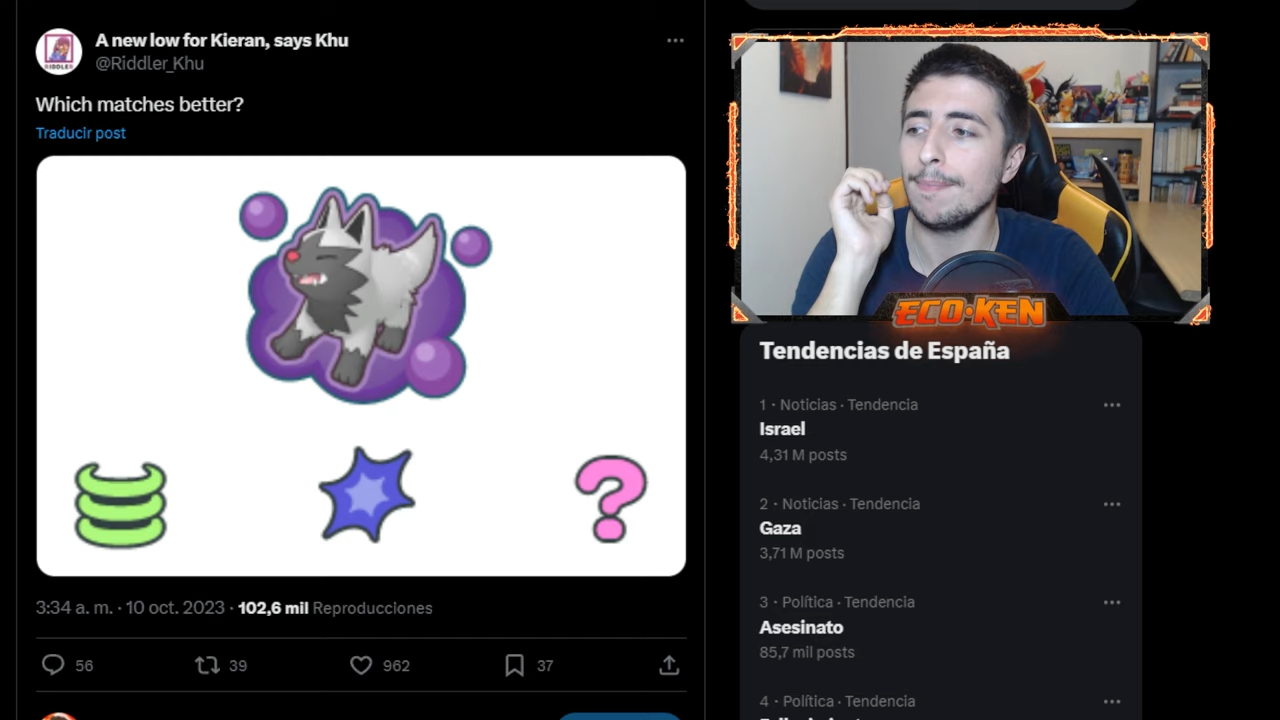 A new low for Kieran, says Khu
@Riddler_Khu
RIDDLER
Which matches better?
Traducir post
?
3:34 a. m. · 10 oct. 2023 · 102,6 mil Reproducciones
56
39
962
37
ECO·KEN
Tendencias de España
1 · Noticias · Tendencia
Israel
4,31 M posts
2 · Noticias · Tendencia
Gaza
3,71 M posts
3 · Política · Tendencia
Asesinato
85,7 mil posts
4 · Política · Tendencia